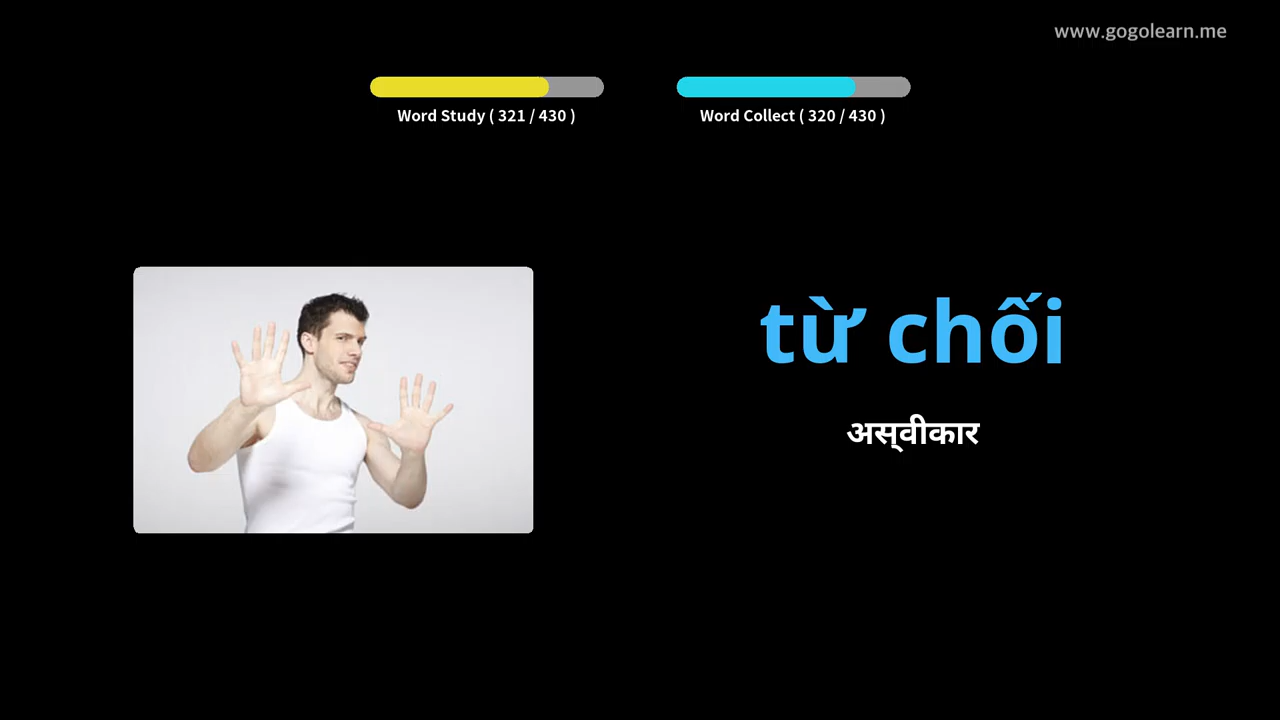 www.gogolearn.me
Word Study ( 321 / 430 )
Word Collect ( 320 / 430 )
từ chối
अस्वीकार